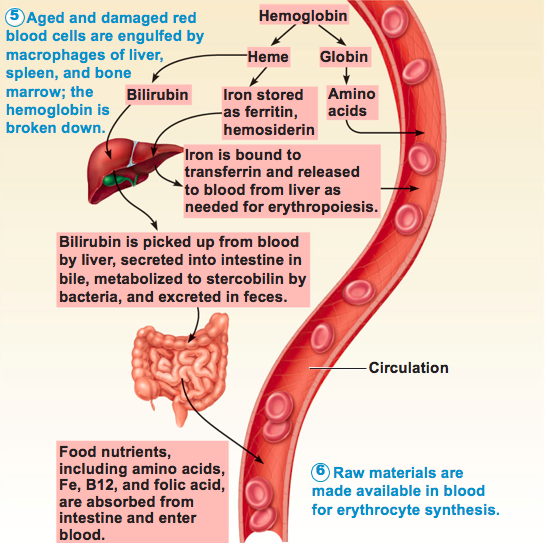 5 Aged and damaged red
blood cells are engulfed by
macrophages of liver,
spleen, and bone
marrow; the
hemoglobin is
broken down.
Hemoglobin
Heme
Globin
Bilirubin
Iron stored
as ferritin,
hemosiderin
Amino
acids
Iron is bound to
transferrin and released
to blood from liver as
needed for erythropoiesis.
Bilirubin is picked up from blood
by liver, secreted into intestine in
bile, metabolized to stercobilin by
bacteria, and excreted in feces.
Circulation
Food nutrients,
including amino acids,
Fe, B12, and folic acid,
are absorbed from
intestine and enter
blood.
6 Raw materials are
made available in blood
for erythrocyte synthesis.